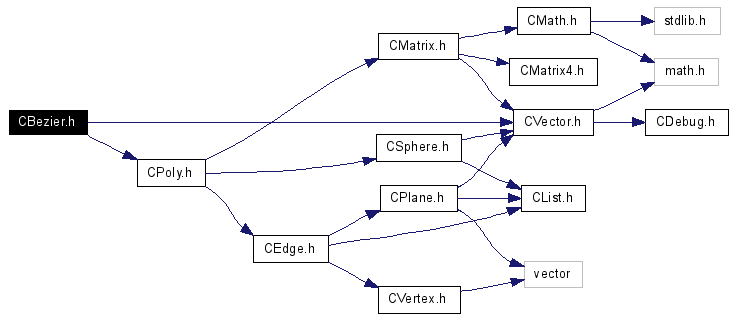 CMath.h
stdlib.h
CMatrix.h
CMatrix4.h
math.h
CBezier.h
CVector.h
CDebug.h
CSphere.h
CPoly.h
CPlane.h
CList.h
CEdge.h
vector
CVertex.h